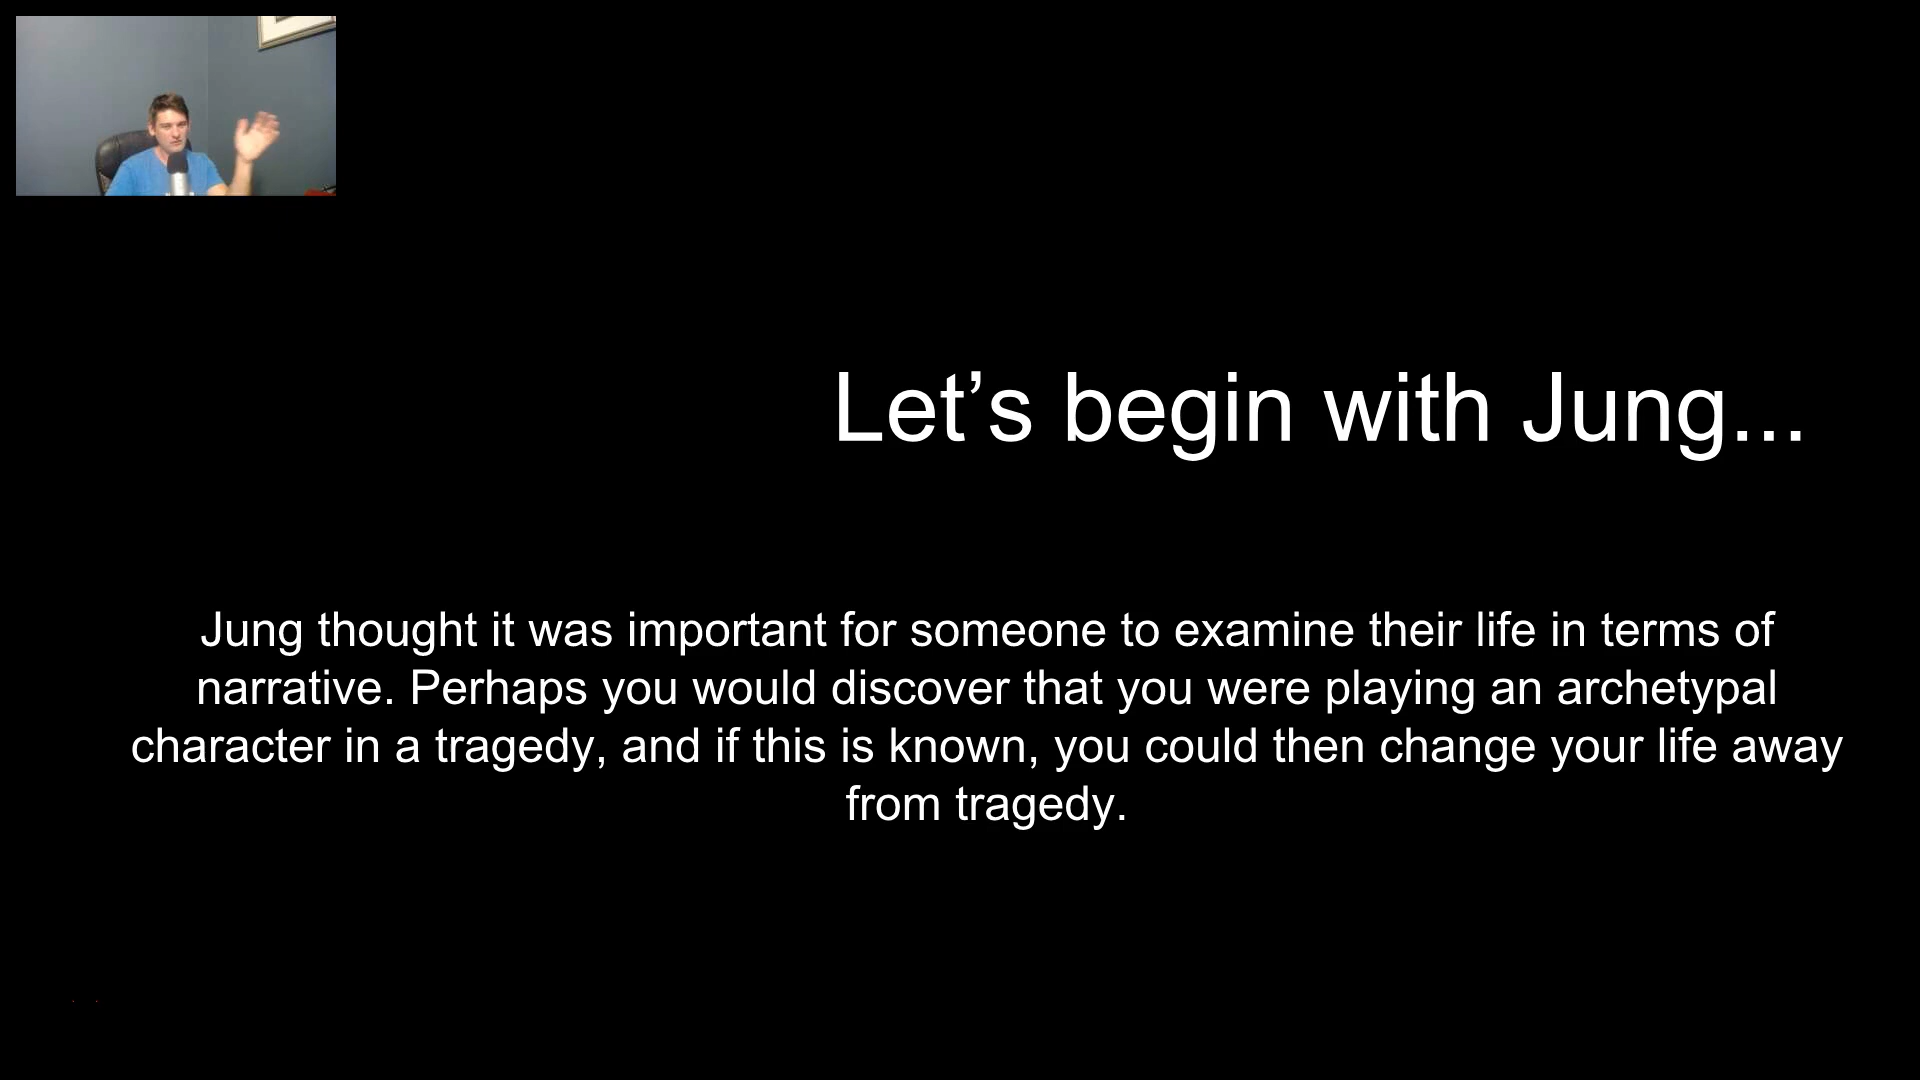 Let’s begin with Jung...
Jung thought it was important for someone to examine their life in terms of
narrative. Perhaps you would discover that you were playing an archetypal
character in a tragedy, and if this is known, you could then change your life away
from tragedy.